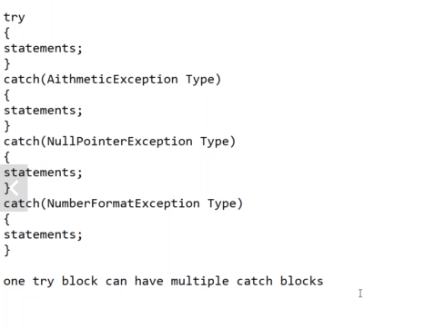 try
{
statements;
}
catch(AithmeticException Type)
{
statements;
}
catch(NullPointerException Type)
{
statements;
}
catch(NumberFormatException Type)
{
statements;
}
one try block can have multiple catch blocks